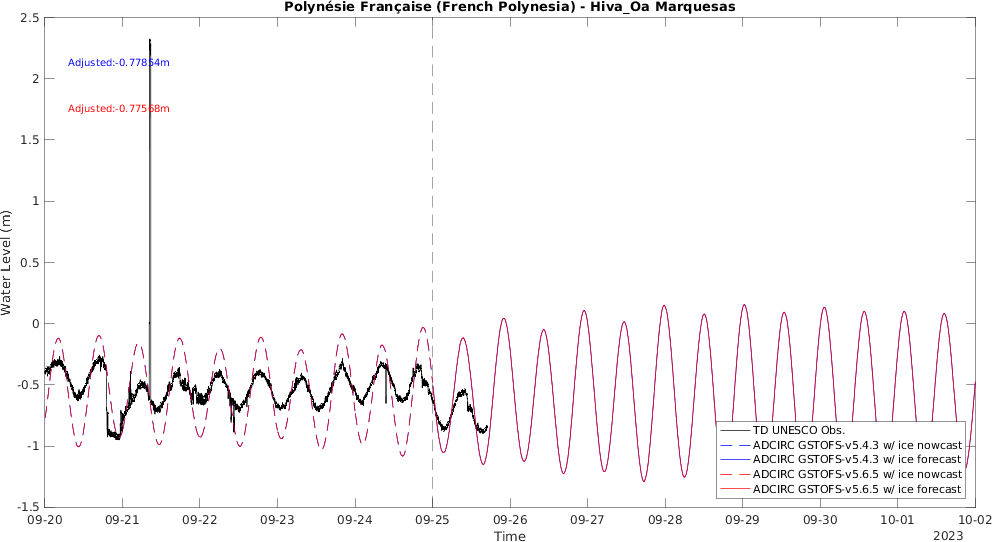 Polynésie Française (French Polynesia) - Hiva_Oa Marquesas
2.5
2
1.5
1
0.5
0
-0.5
-1
-1.5
Water Level (m)
Adjusted:-0.77854m
Adjusted:-0.77568m
TD UNESCO Obs.
ADCIRC GSTOFS-v5.4.3 w/ ice nowcast
ADCIRC GSTOFS-v5.4.3 w/ ice forecast
ADCIRC GSTOFS-v5.6.5 w/ ice nowcast
ADCIRC GSTOFS-v5.6.5 w/ ice forecast
09-20 09-21 09-22 09-23 09-24 09-25 09-26 09-27 09-28 09-29 09-30 10-01 10-02
Time
2023